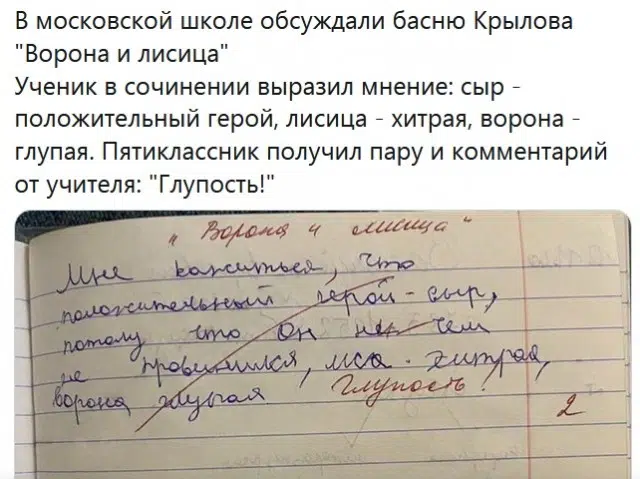 В московской школе обсуждали басню Крылова
"Ворона и лисица"
Ученик в сочинении выразил мнение: сыр -
положительный герой, лисица - хитрая, ворона -
глупая. Пятиклассник получил пару и комментарий
от учителя: "Глупость!"
"Ворона и лисица"
Мне кажиться, что
положительный герой - сыр,
потому что он не чем
не провинился, лиса - хитрая,
ворона глупая Глупость!
2